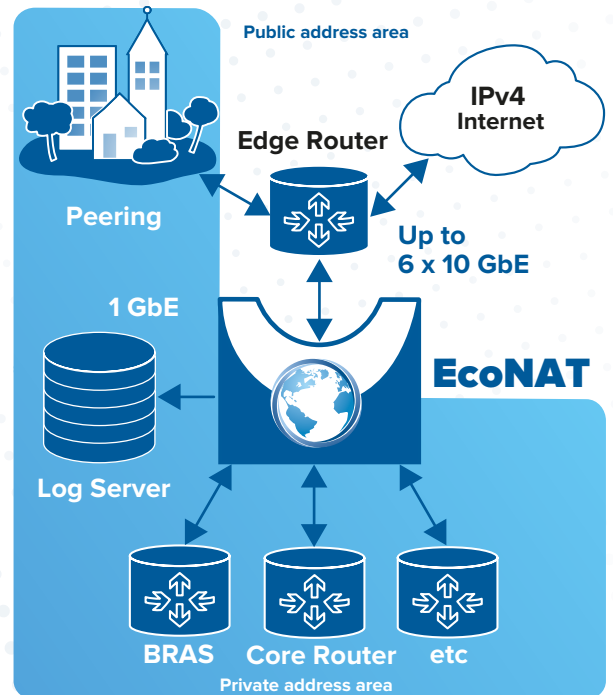 Public address area
IPv4
Internet
Edge Router
Peering
Up to
6 x 10 GbE
1 GbE
EcoNAT
Log Server
BRAS
Core Router
etc
Private address area